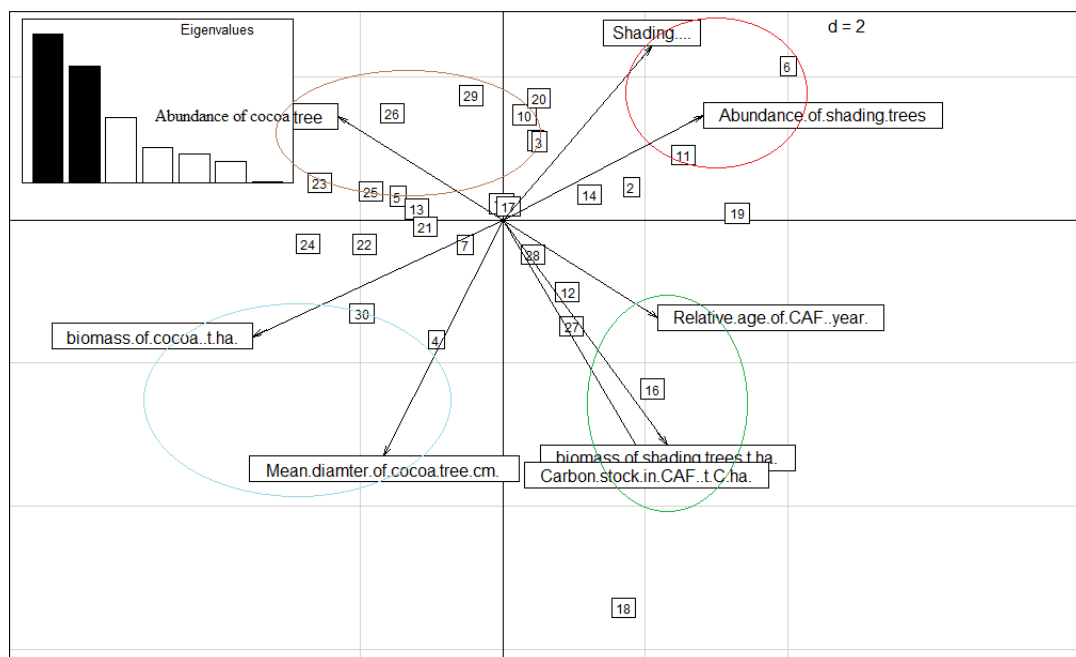 Eigenvalues
d = 2
Shading....
6
29
20
26
10
Abundance of cocoa tree
Abundance.of.shading.trees
3
11
23
25
5
14
2
13
17
19
21
24
22
7
28
12
30
Relative.age.of.CAF..year.
27
biomass.of.cocoa..t.ha.
4
16
biomass.of.shading.trees.t.ha.
Mean.diamter.of.cocoa.tree.cm.
Carbon.stock.in.CAF..t.C.ha.
18